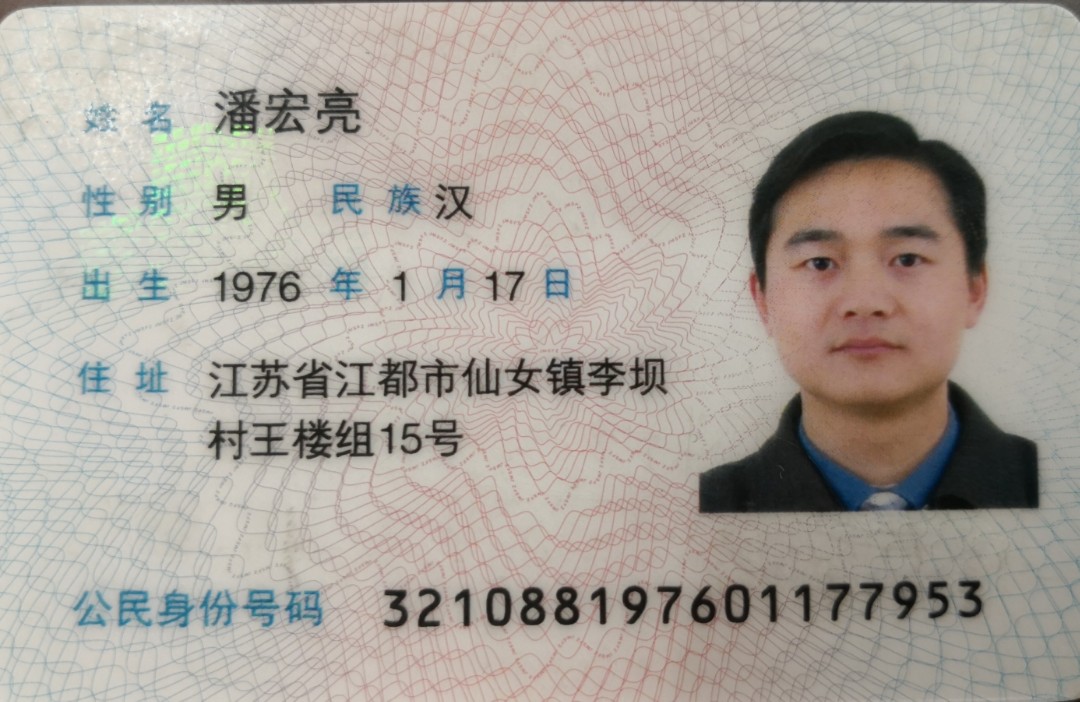 姓名 潘宏亮
性别 男 民族 汉
出生 1976 年 1 月 17 日
住址 江苏省江都市仙女镇李坝
村王楼组15号
公民身份号码 321088197601177953